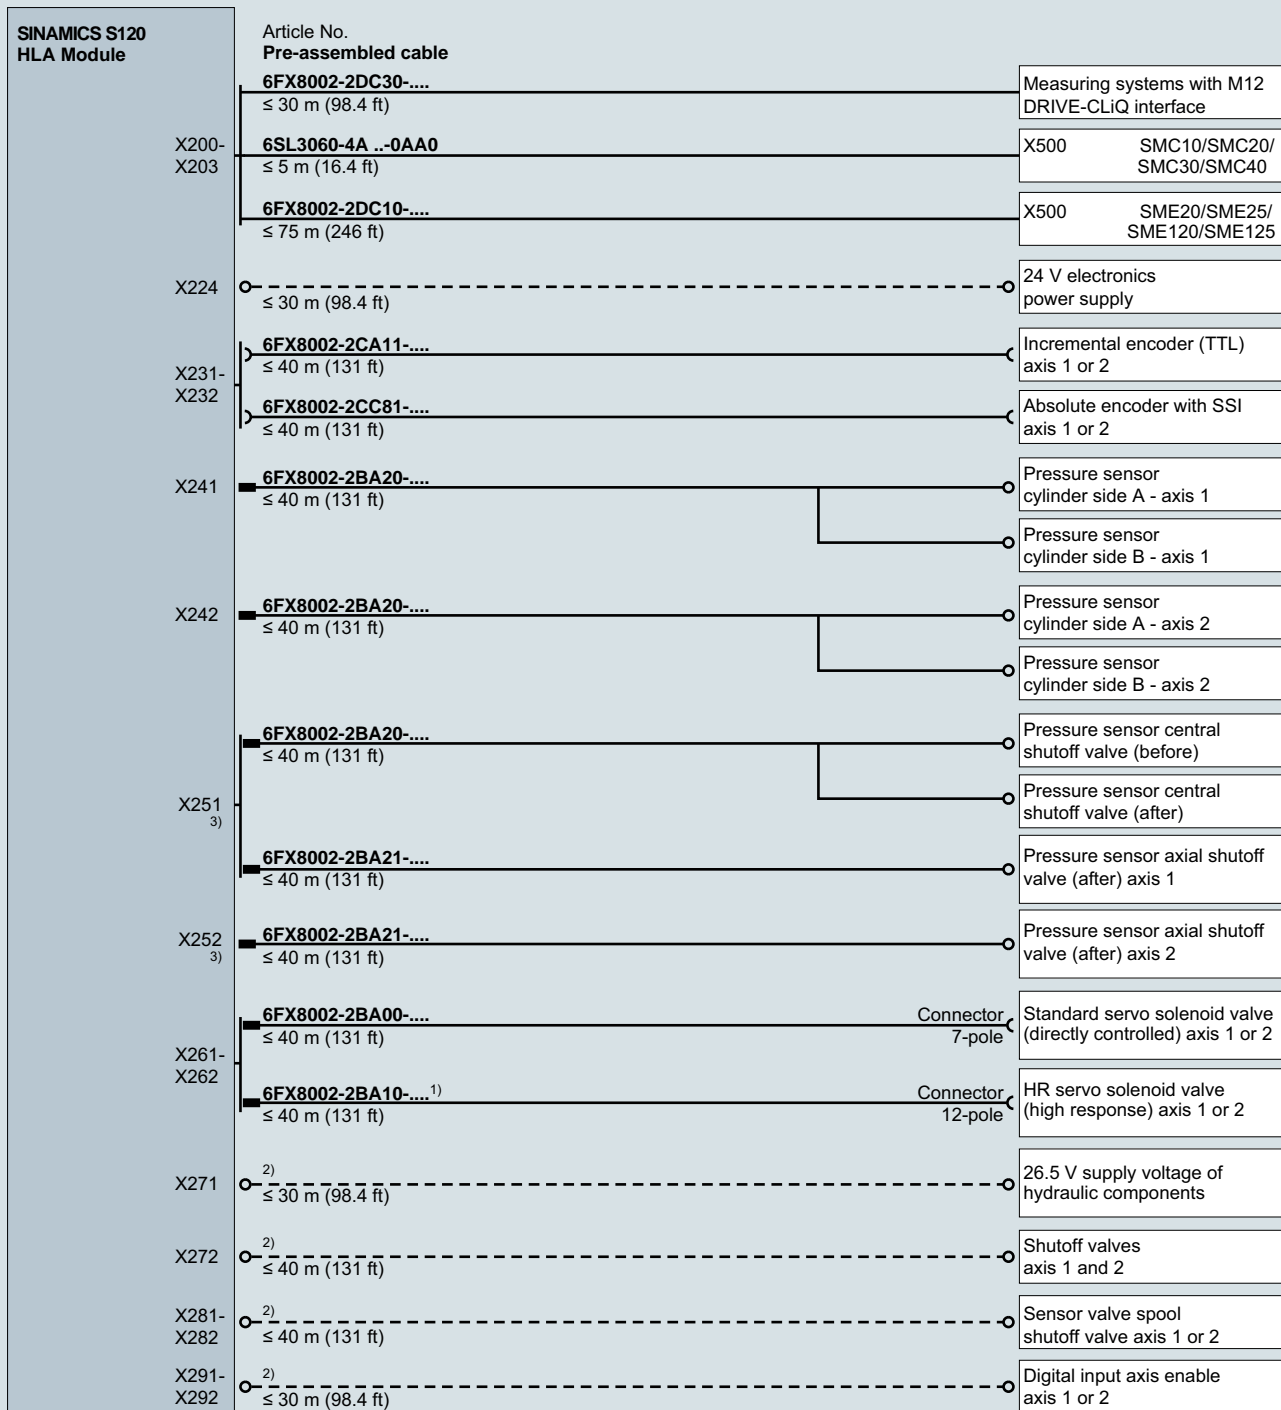 SINAMICS S120
HLA Module
Article No.
Pre-assembled cable
6FX8002-2DC30-....
≤ 30 m (98.4 ft)
Measuring systems with M12
DRIVE-CLiQ interface
X200-
X203
6SL3060-4A ..-0AA0
≤ 5 m (16.4 ft)
X500 SMC10/SMC20/
SMC30/SMC40
6FX8002-2DC10-....
≤ 75 m (246 ft)
X500 SME20/SME25/
SME120/SME125
X224
≤ 30 m (98.4 ft)
24 V electronics
power supply
X231-
X232
6FX8002-2CA11-....
≤ 40 m (131 ft)
Incremental encoder (TTL)
axis 1 or 2
6FX8002-2CC81-....
≤ 40 m (131 ft)
Absolute encoder with SSI
axis 1 or 2
X241
6FX8002-2BA20-....
≤ 40 m (131 ft)
Pressure sensor
cylinder side A - axis 1
Pressure sensor
cylinder side B - axis 1
X242
6FX8002-2BA20-....
≤ 40 m (131 ft)
Pressure sensor
cylinder side A - axis 2
Pressure sensor
cylinder side B - axis 2
X251
3)
6FX8002-2BA20-....
≤ 40 m (131 ft)
Pressure sensor central
shutoff valve (before)
Pressure sensor central
shutoff valve (after)
6FX8002-2BA21-....
≤ 40 m (131 ft)
Pressure sensor axial shutoff
valve (after) axis 1
X252
3)
6FX8002-2BA21-....
≤ 40 m (131 ft)
Pressure sensor axial shutoff
valve (after) axis 2
X261-
X262
6FX8002-2BA00-....
≤ 40 m (131 ft)
Connector
7-pole
Standard servo solenoid valve
(directly controlled) axis 1 or 2
6FX8002-2BA10-....1)
≤ 40 m (131 ft)
Connector
12-pole
HR servo solenoid valve
(high response) axis 1 or 2
X271
2)
≤ 30 m (98.4 ft)
26.5 V supply voltage of
hydraulic components
X272
2)
≤ 40 m (131 ft)
Shutoff valves
axis 1 and 2
X281-
X282
2)
≤ 40 m (131 ft)
Sensor valve spool
shutoff valve axis 1 or 2
X291-
X292
2)
≤ 30 m (98.4 ft)
Digital input axis enable
axis 1 or 2